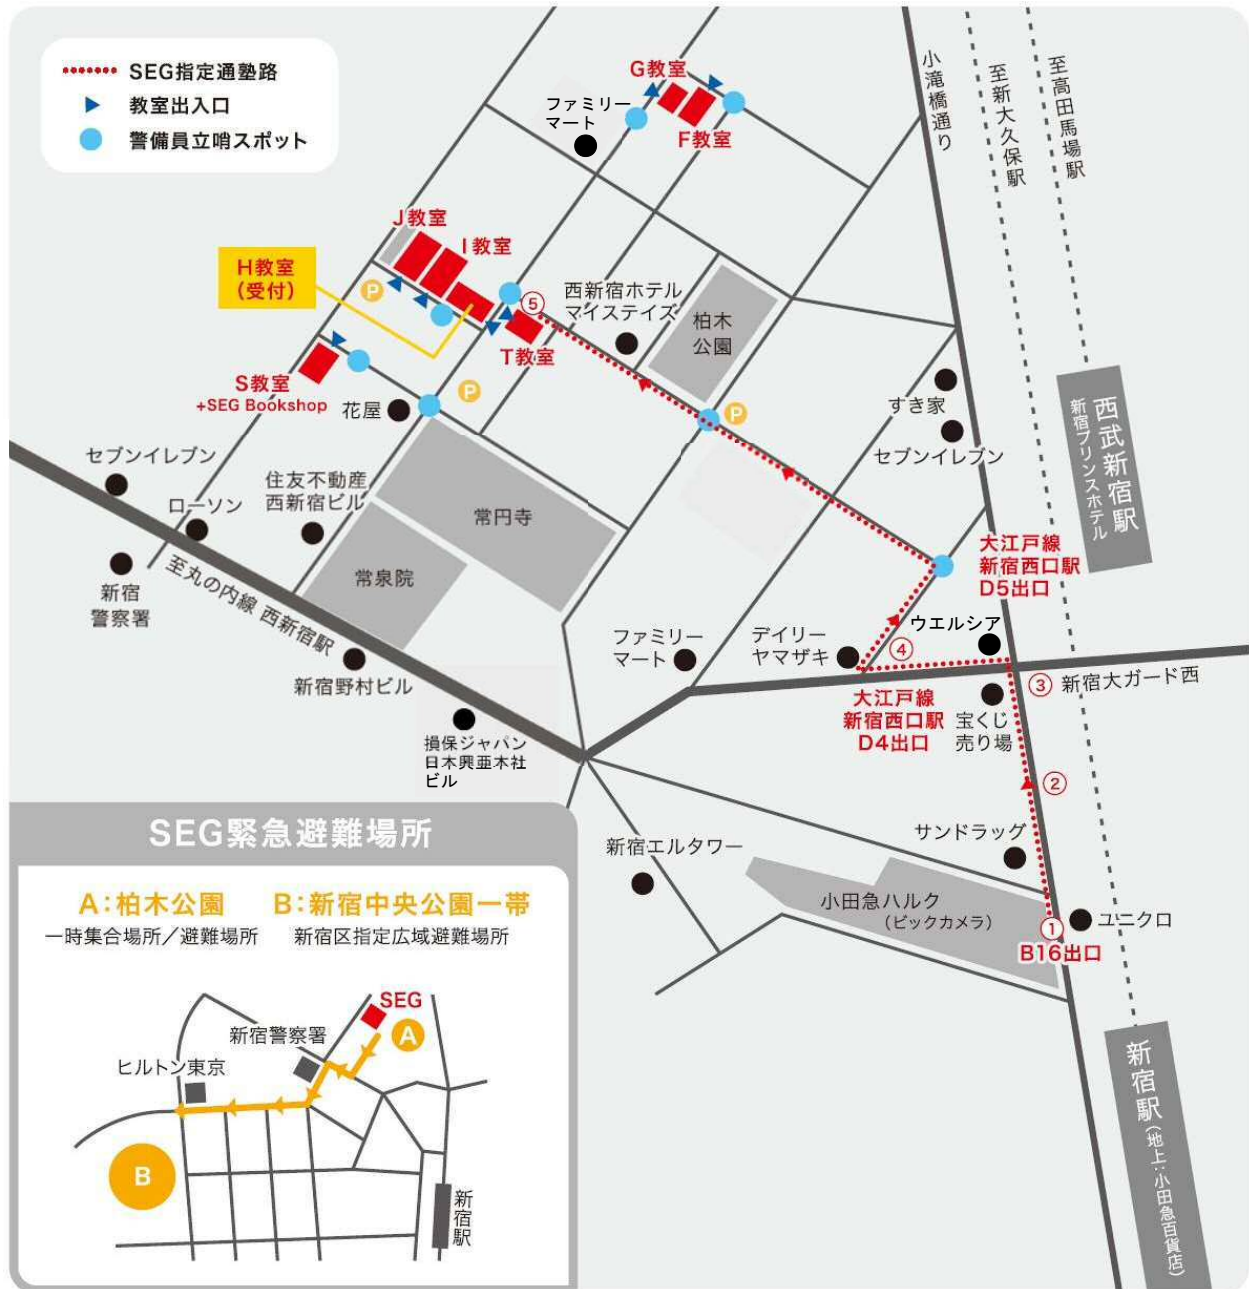 SEG指定通塾路
教室出入口
警備員立哨スポット
G教室
F教室
ファミリー
マート
小滝橋通り
至新大久保駅
至高田馬場駅
J教室
I教室
H教室
(受付)
P
⑤
T教室
西新宿ホテル
マイステイズ
柏木
公園
S教室
+SEG Bookshop
花屋
P
P
すき家
セブンイレブン
西武新宿駅
新宿プリンスホテル
セブンイレブン
ローソン
住友不動産
西新宿ビル
常円寺
常泉院
新宿
警察署
至丸の内線 西新宿駅
新宿野村ビル
大江戸線
新宿西口駅
D5出口
ウエルシア
ファミリー
マート
デイリー
ヤマザキ
④
③
新宿大ガード西
大江戸線
新宿西口駅
D4出口
宝くじ
売り場
損保ジャパン
日本興亜木社
ビル
②
サンドラッグ
新宿エルタワー
小田急ハルク
(ビックカメラ)
①
B16出口
ユニクロ
新宿駅(地上:小田急百貨店)
SEG緊急避難場所
A:柏木公園
一時集合場所/避難場所
B:新宿中央公園一帯
新宿区指定広域避難場所
SEG
A
新宿警察署
ヒルトン東京
B
新宿駅